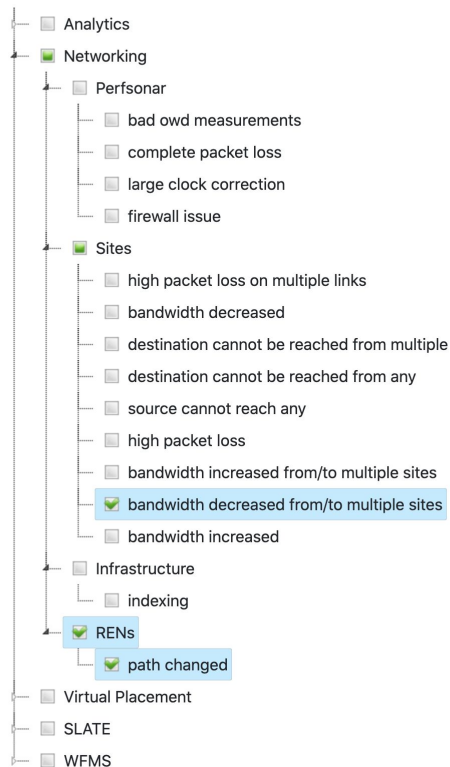 Analytics
Networking
Perfsonar
bad owd measurements
complete packet loss
large clock correction
firewall issue
Sites
high packet loss on multiple links
bandwidth decreased
destination cannot be reached from multiple
destination cannot be reached from any
source cannot reach any
high packet loss
bandwidth increased from/to multiple sites
bandwidth decreased from/to multiple sites
bandwidth increased
Infrastructure
indexing
RENs
path changed
Virtual Placement
SLATE
WFMS